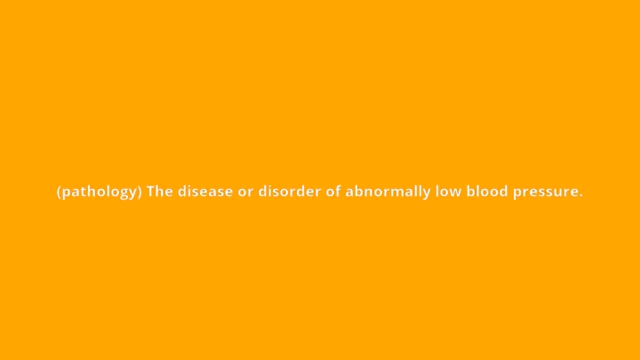 (pathology) The disease or disorder of abnormally low blood pressure.